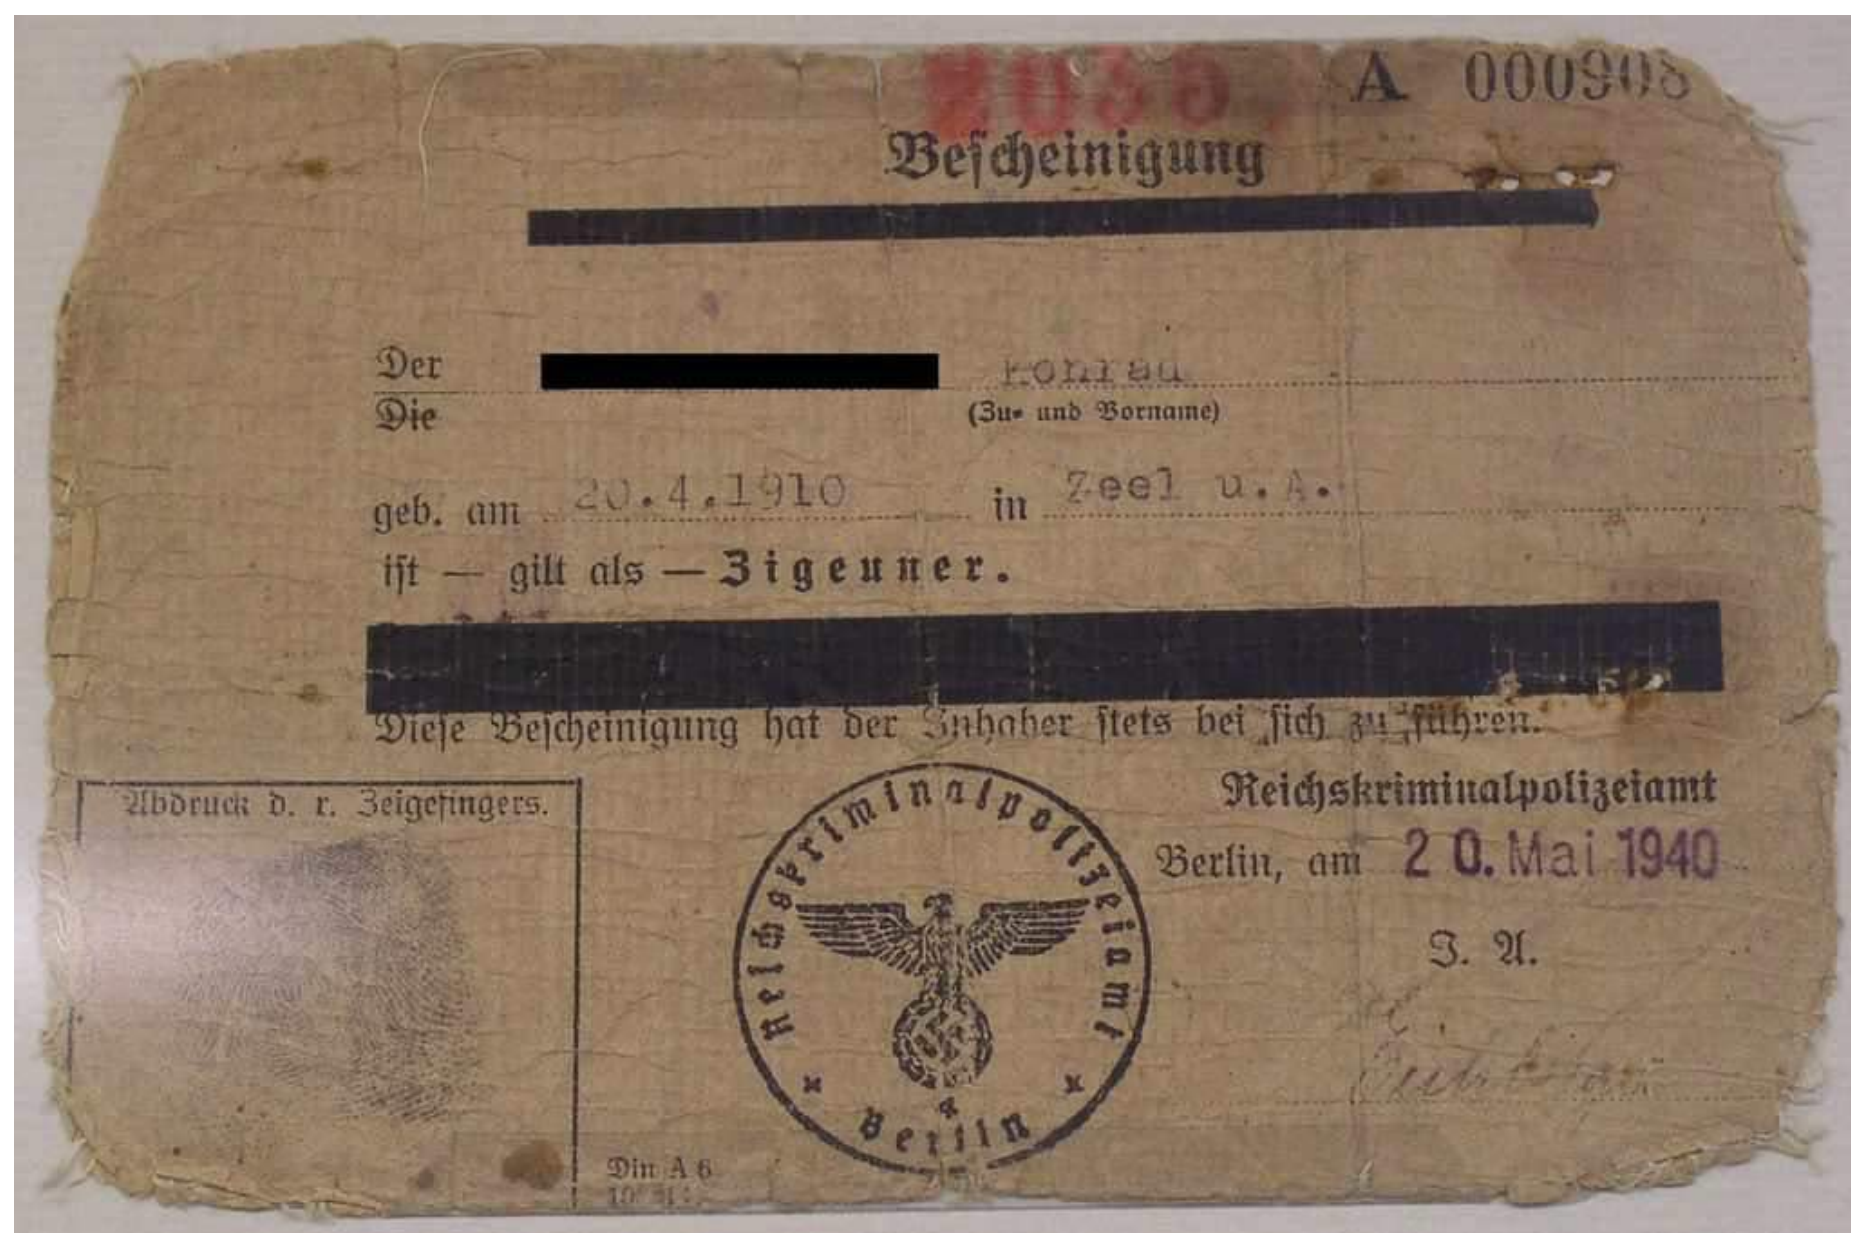 A 000908
Bescheinigung
Der Konrad
Die
(Zu- und Vorname)
geb. am 20.4.1910 in Zeel u.A.
ist — gilt als — Zigeuner.
Diese Bescheinigung hat der Inhaber stets bei sich zu führen.
Abdruck d. r. Zeigefingers.
Reichskriminalpolizeiamt
Berlin, am 20. Mai 1940
J. A.
Reichskriminalpolizeiamt
4
Berlin
Din A 6